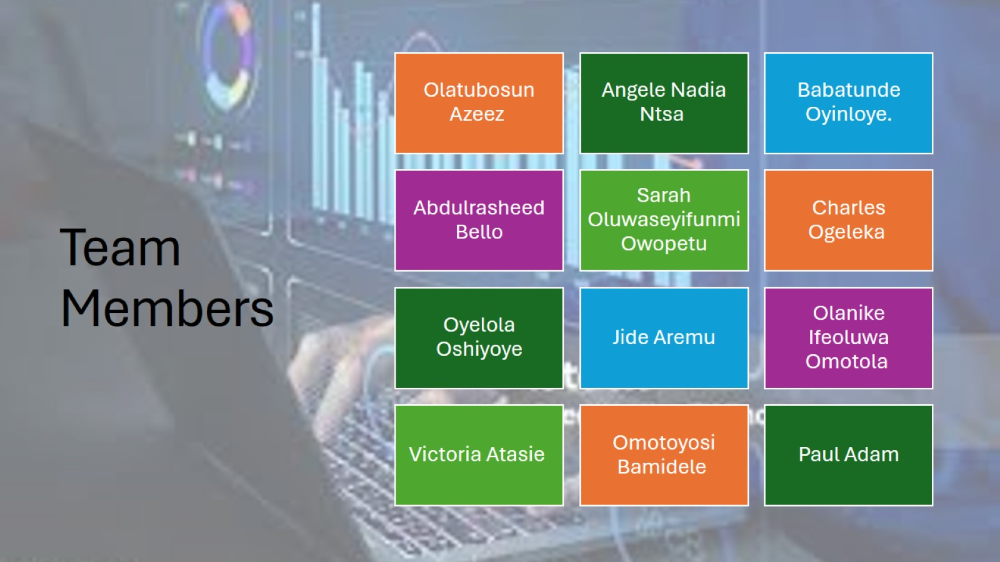 Team
Members
Olatubosun
Azeez
Angele Nadia
Ntsa
Babatunde
Oyinloye.
Abdulrasheed
Bello
Sarah
Oluwaseyifunmi
Owopetu
Charles
Ogeleka
Oyelola
Oshiyoye
Jide Aremu
Olanike
Ifeoluwa
Omotola
Victoria Atasie
Omotoyosi
Bamidele
Paul Adam